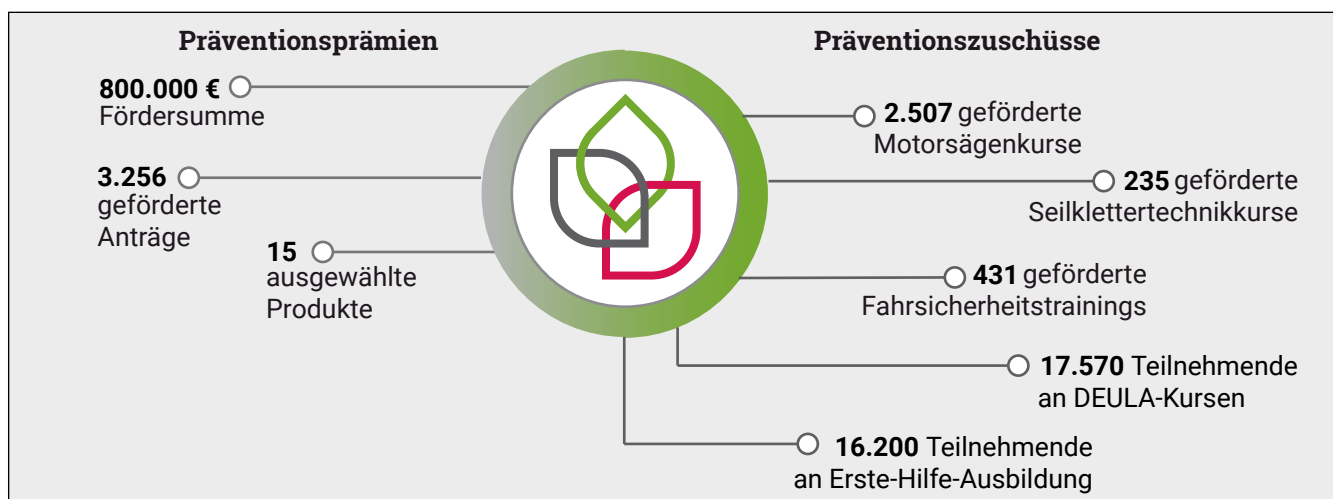 Präventionsprämien
800.000 €
Fördersumme
3.256
geförderte
Anträge
15
ausgewählte
Produkte
Präventionszuschüsse
2.507 geförderte
Motorsägenkurse
235 geförderte
Seilklettertechnikkurse
431 geförderte
Fahrsicherheitstrainings
17.570 Teilnehmende
an DEULA-Kursen
16.200 Teilnehmende
an Erste-Hilfe-Ausbildung